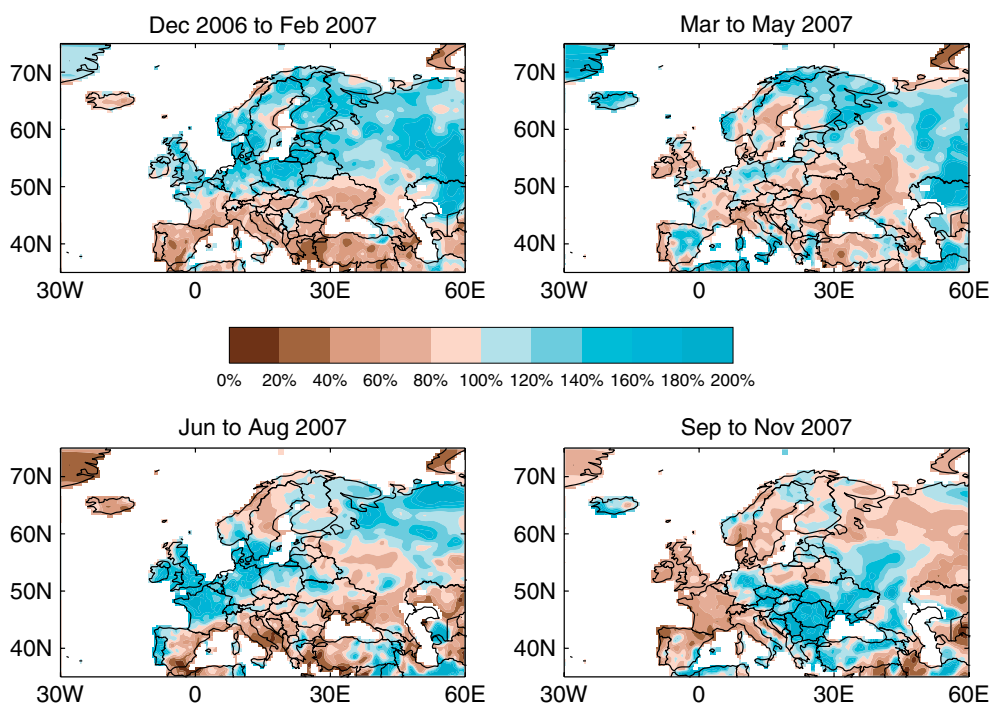 Dec 2006 to Feb 2007
Mar to May 2007
70N
60N
50N
40N
30W 0 30E 60E
70N
60N
50N
40N
30W 0 30E 60E
0% 20% 40% 60% 80% 100% 120% 140% 160% 180% 200%
Jun to Aug 2007
Sep to Nov 2007
70N
60N
50N
40N
30W 0 30E 60E
70N
60N
50N
40N
30W 0 30E 60E